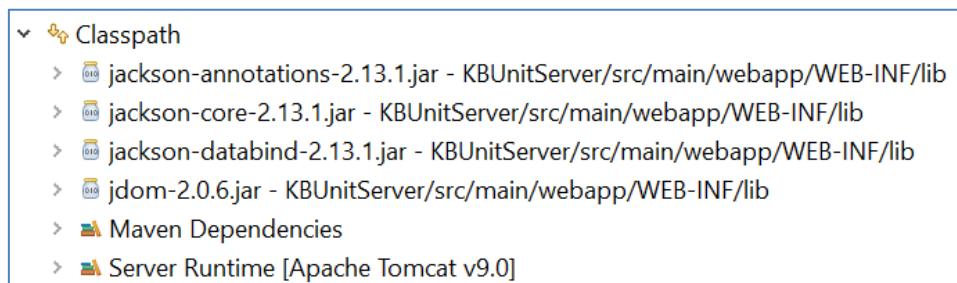 Classpath
jackson-annotations-2.13.1.jar - KBUnitServer/src/main/webapp/WEB-INF/lib
jackson-core-2.13.1.jar - KBUnitServer/src/main/webapp/WEB-INF/lib
jackson-databind-2.13.1.jar - KBUnitServer/src/main/webapp/WEB-INF/lib
jdom-2.0.6.jar - KBUnitServer/src/main/webapp/WEB-INF/lib
Maven Dependencies
Server Runtime [Apache Tomcat v9.0]